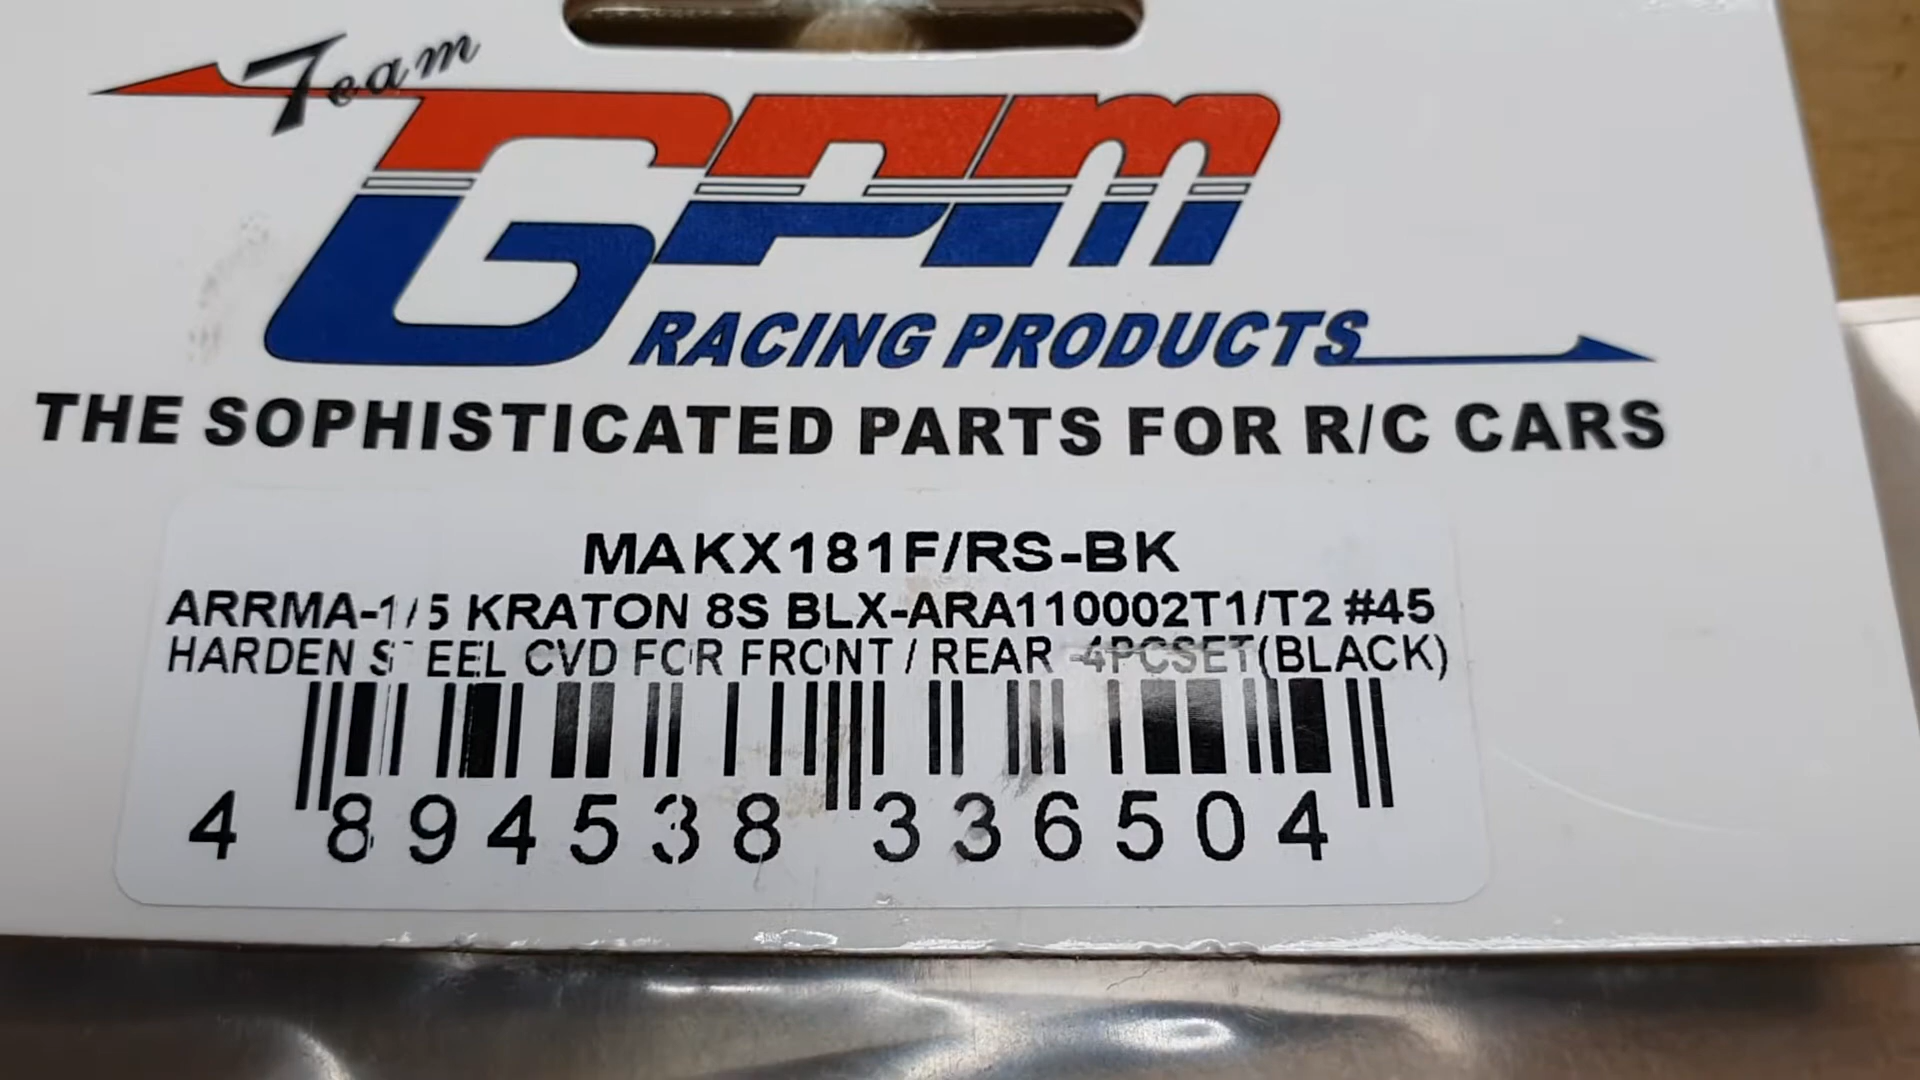 Team
GPM
RACING PRODUCTS
THE SOPHISTICATED PARTS FOR R/C CARS
MAKX181F/RS-BK
ARRMA-1/5 KRATON 8S BLX-ARA110002T1/T2 #45
HARDEN STEEL CVD FOR FRONT / REAR -4PCSET(BLACK)
4 894538 336504